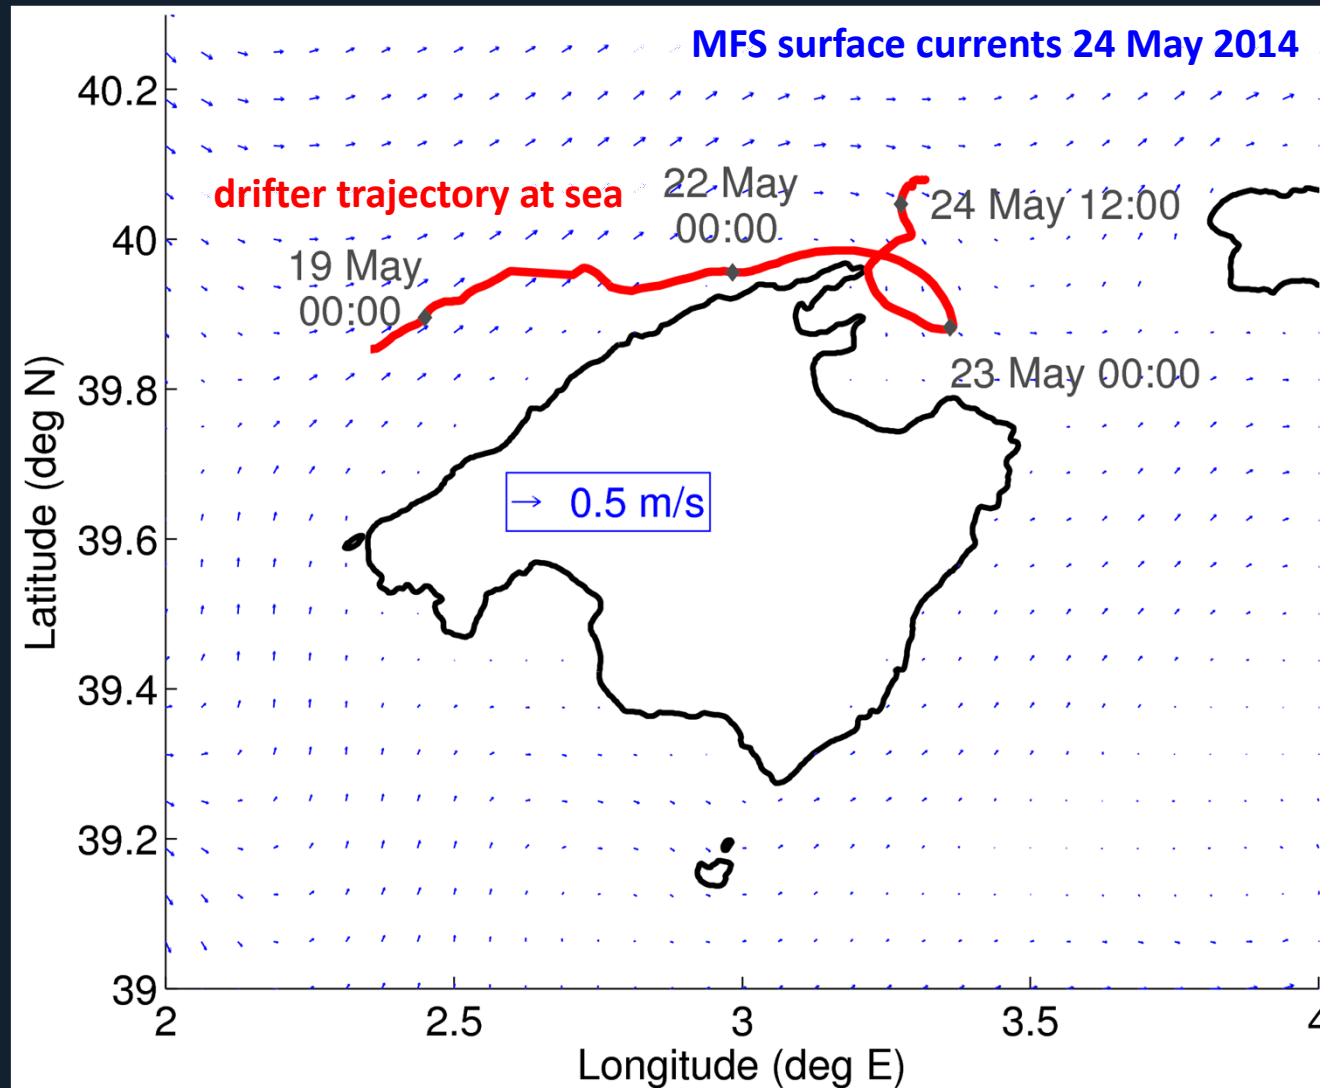 MFS surface currents 24 May 2014
40.2
drifter trajectory at sea
22 May
00:00
24 May 12:00
40
19 May
00:00
23 May 00:00
39.8
0.5 m/s
39.6
39.4
39.2
39
2
2.5
3
3.5
4
Latitude (deg N)
Longitude (deg E)